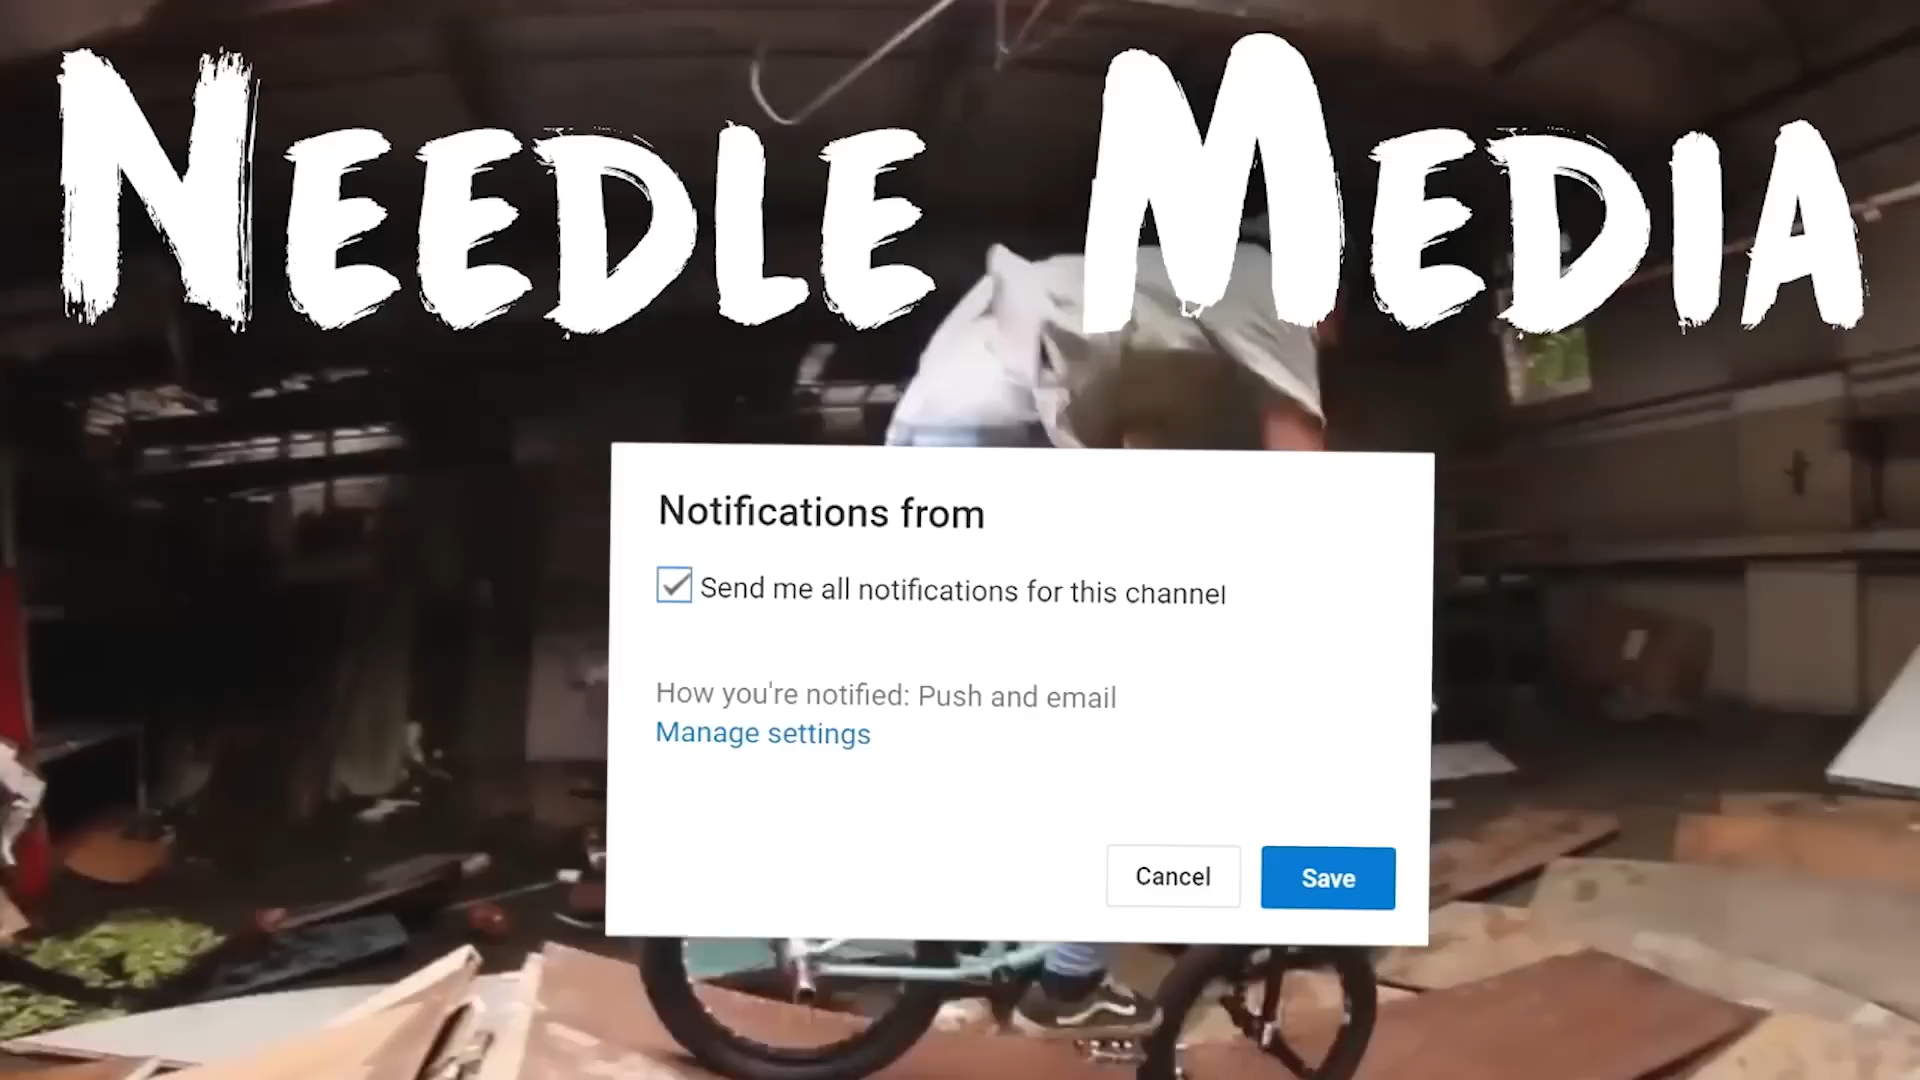 NEEDLE MEDIA
Notifications from
Send me all notifications for this channel
How you're notified: Push and email
Manage settings
Cancel
Save